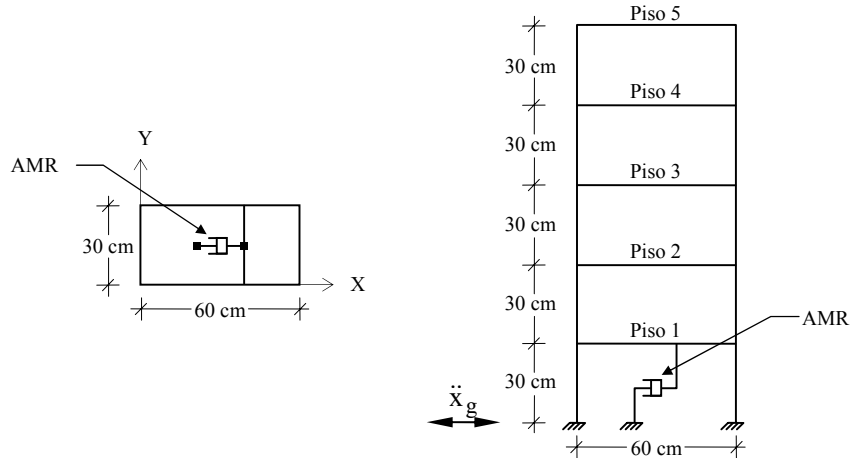 Y
AMR
30 cm
X
60 cm
Piso 5
30 cm
Piso 4
30 cm
Piso 3
30 cm
Piso 2
30 cm
Piso 1
AMR
30 cm
ẍg
60 cm